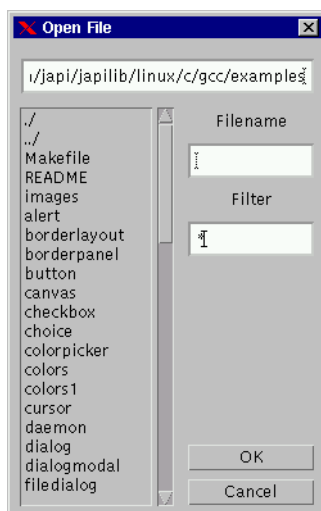 Open File
/japi/japilib/linux/c/gcc/examples
./
../
Makefile
README
images
alert
borderlayout
borderpanel
button
canvas
checkbox
choice
colorpicker
colors
colors1
cursor
daemon
dialog
dialogmodal
filedialog
Filename
Filter
*
OK
Cancel